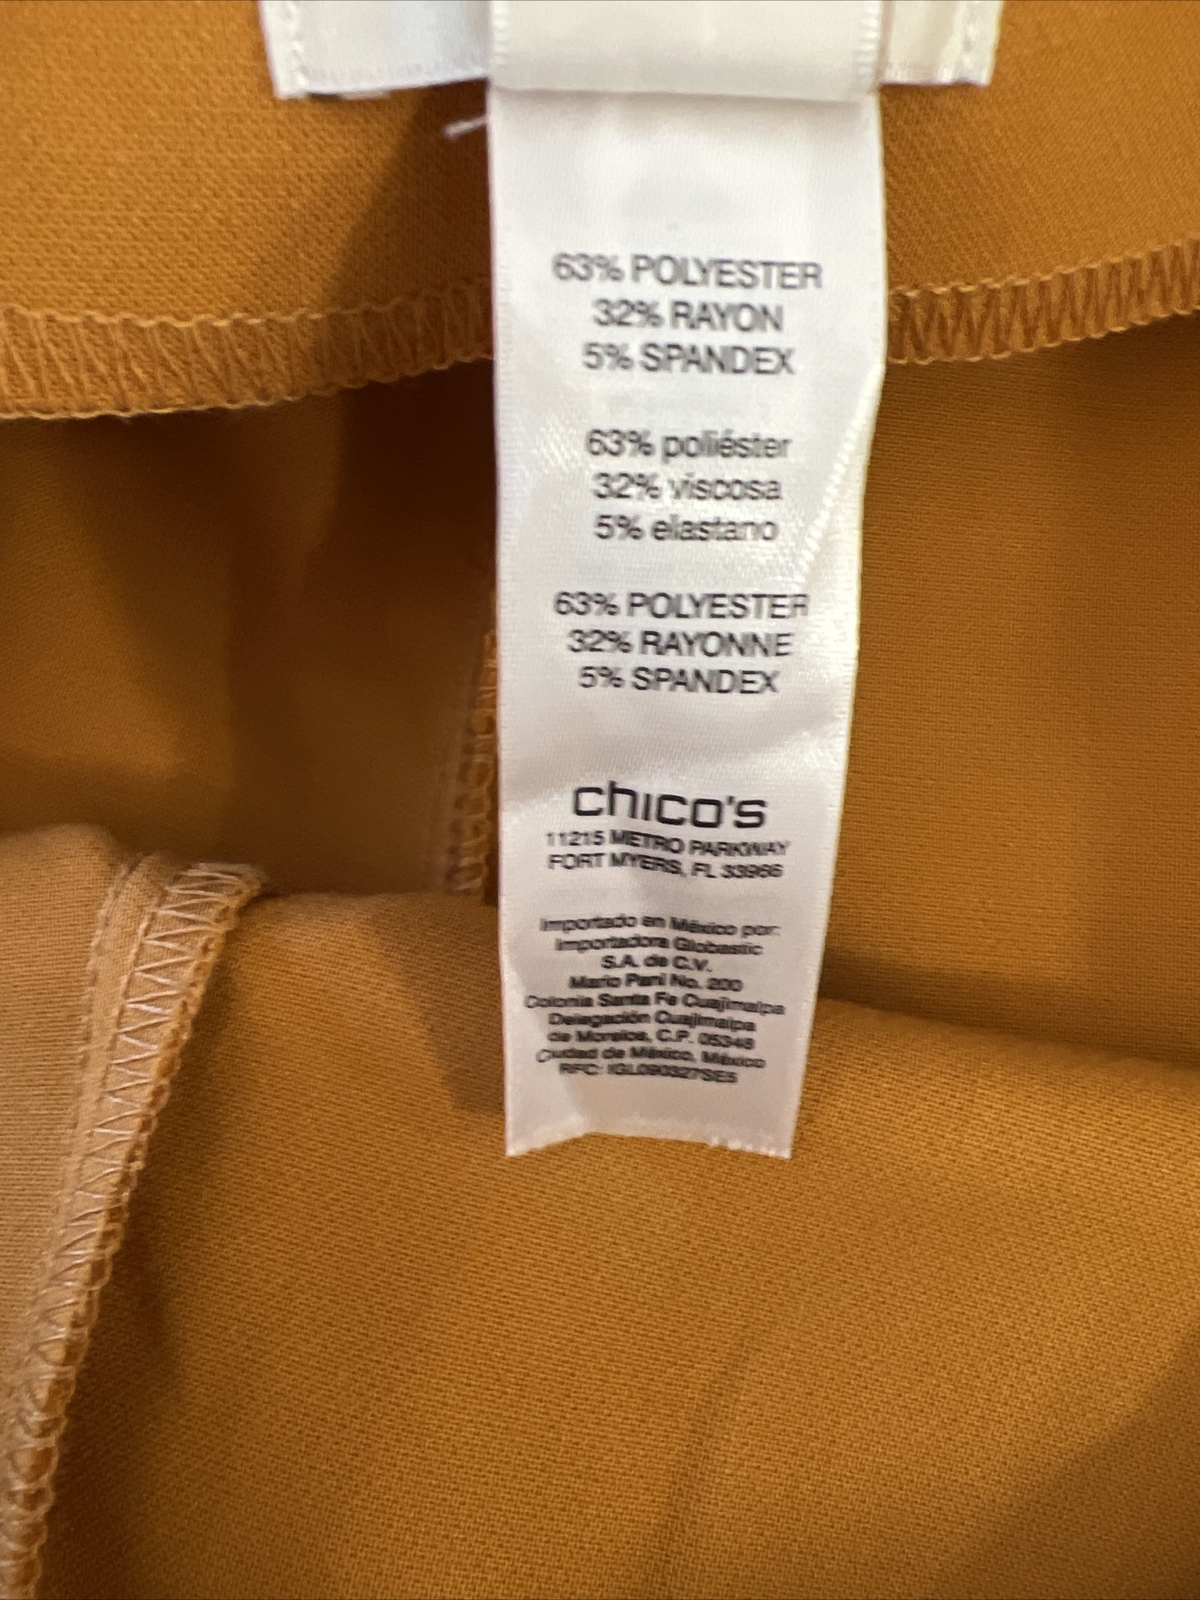 63% POLYESTER
32% RAYON
5% SPANDEX
63% poliéster
32% viscosa
5% elastano
63% POLYESTER
32% RAYONNE
5% SPANDEX
chico's
11215 METRO PARKWAY
FORT MYERS, FL 33966
Importado en México por:
Importadora Globastic
S.A. de C.V.
Mario Pani No. 200
Colonia Santa Fe Cuajimalpa
Delegación Cuajimalpa
de Morelos, C.P. 05348
Ciudad de México, México
RFC: IGL090327SE5